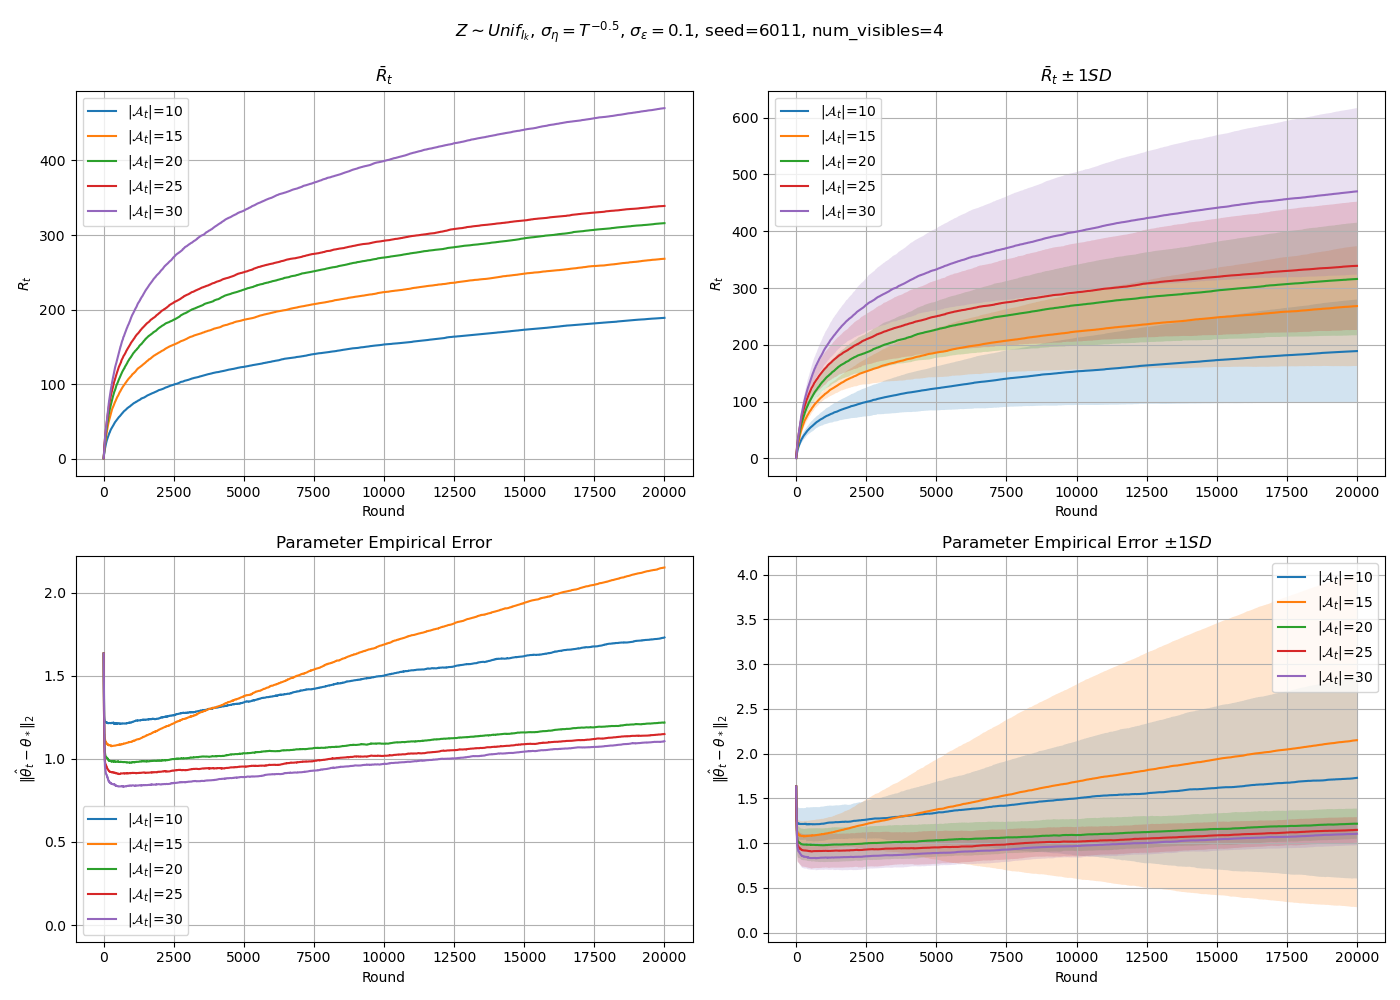 Z ∼ Unif_{I_k}, σ_η = T^{−0.5}, σ_ε = 0.1, seed=6011, num_visibles=4
R̄_t
R_t
400
300
200
100
0
|𝒜_t|=10
|𝒜_t|=15
|𝒜_t|=20
|𝒜_t|=25
|𝒜_t|=30
0 2500 5000 7500 10000 12500 15000 17500 20000
Round
R̄_t ± 1SD
R_t
600
500
400
300
200
100
0
|𝒜_t|=10
|𝒜_t|=15
|𝒜_t|=20
|𝒜_t|=25
|𝒜_t|=30
0 2500 5000 7500 10000 12500 15000 17500 20000
Round
Parameter Empirical Error
‖θ̂_t − θ_*‖_2
2.0
1.5
1.0
0.5
0.0
|𝒜_t|=10
|𝒜_t|=15
|𝒜_t|=20
|𝒜_t|=25
|𝒜_t|=30
0 2500 5000 7500 10000 12500 15000 17500 20000
Round
Parameter Empirical Error ±1SD
‖θ̂_t − θ_*‖_2
4.0
3.5
3.0
2.5
2.0
1.5
1.0
0.5
0.0
|𝒜_t|=10
|𝒜_t|=15
|𝒜_t|=20
|𝒜_t|=25
|𝒜_t|=30
0 2500 5000 7500 10000 12500 15000 17500 20000
Round